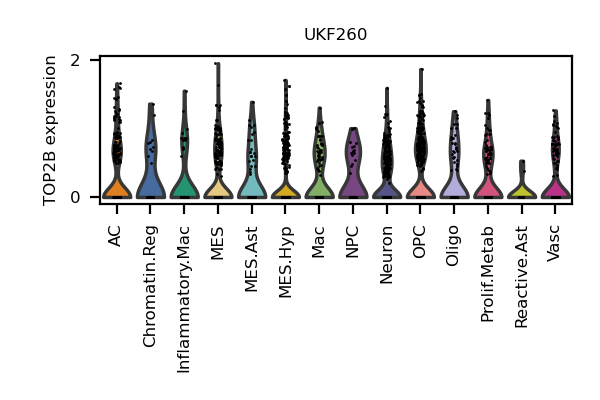 UKF260
TOP2B expression
2
0
AC
Chromatin.Reg
Inflammatory.Mac
MES
MES.Ast
MES.Hyp
Mac
NPC
Neuron
OPC
Oligo
Prolif.Metab
Reactive.Ast
Vasc